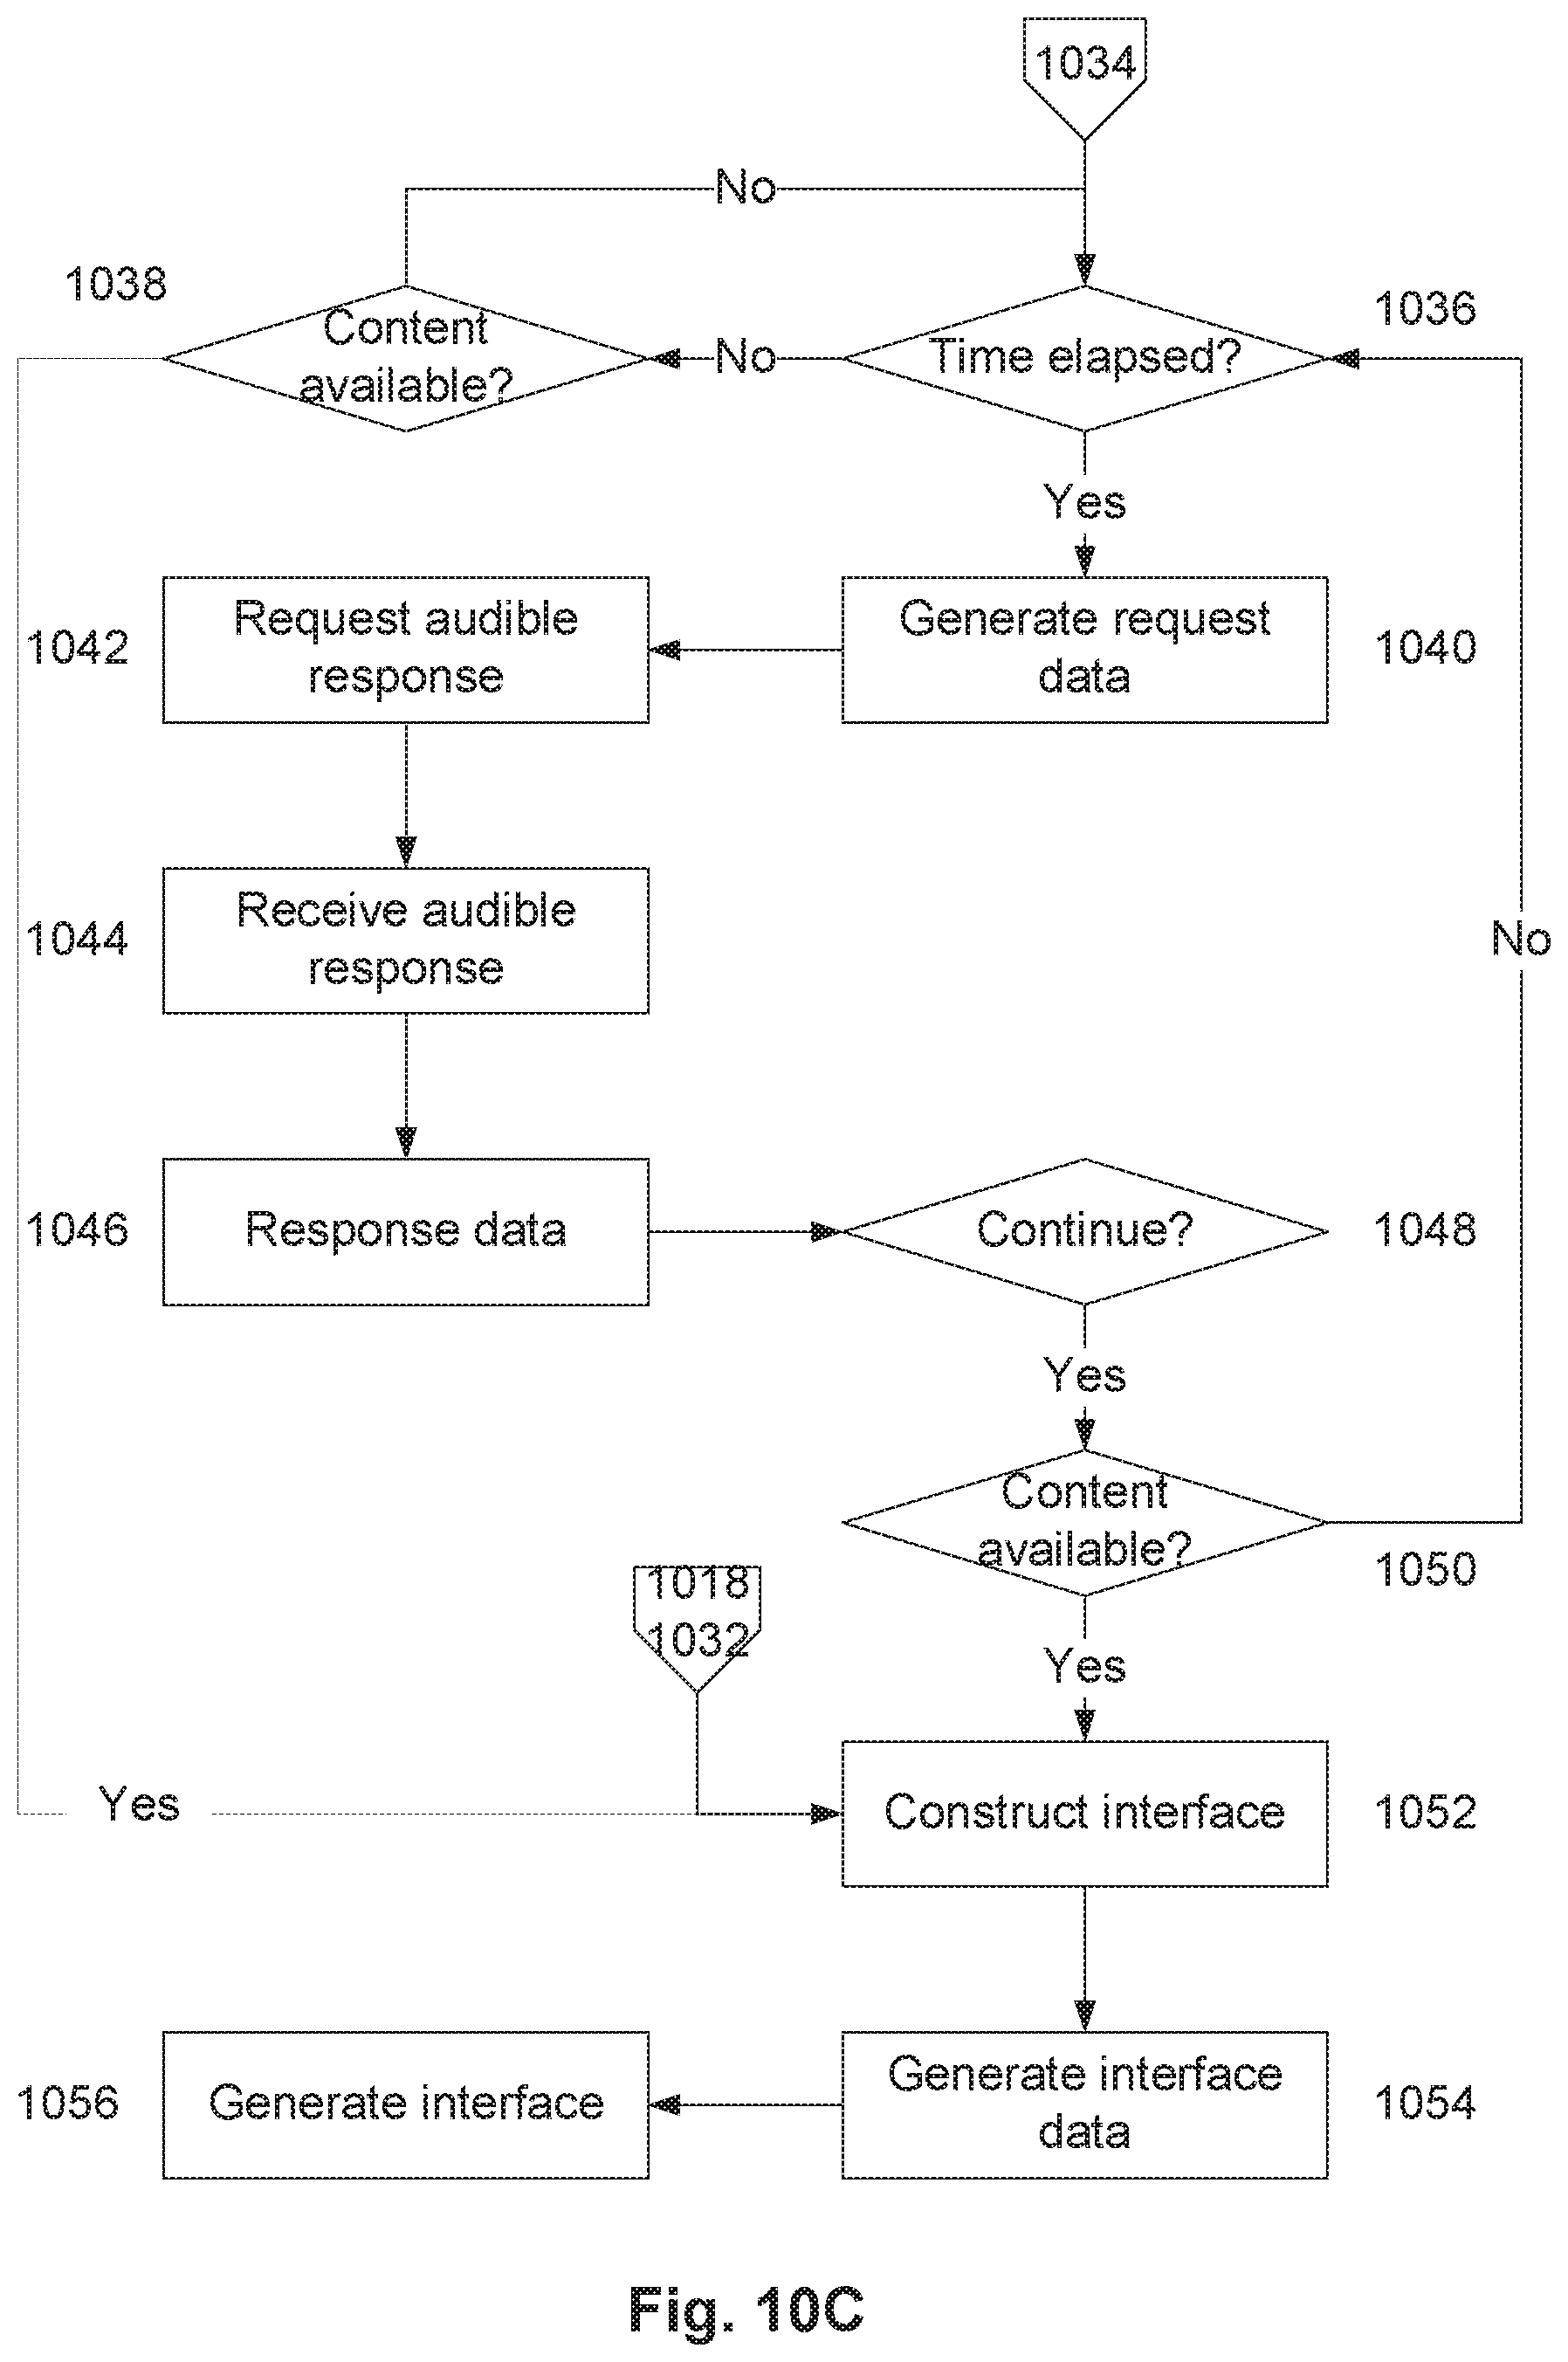 1034
No
1038
Content
available?
No
Time elapsed?
1036
Yes
1042
Request audible
response
Generate request
data
1040
1044
Receive audible
response
No
1046
Response data
Continue?
1048
Yes
Content
available?
1050
1018
1032
Yes
Yes
Construct interface
1052
1056
Generate interface
Generate interface
data
1054
Fig. 10C